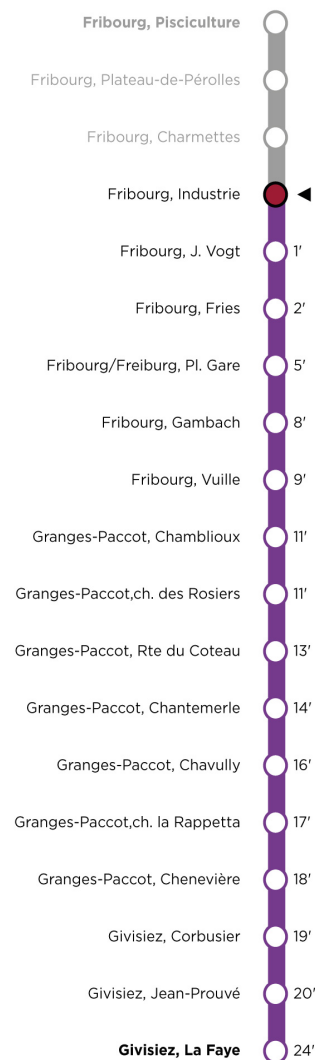 Fribourg, Pisciculture
Fribourg, Plateau-de-Pérolles
Fribourg, Charmettes
Fribourg, Industrie
Fribourg, J. Vogt 1'
Fribourg, Fries 2'
Fribourg/Freiburg, Pl. Gare 5'
Fribourg, Gambach 8'
Fribourg, Vuille 9'
Granges-Paccot, Chamblioux 11'
Granges-Paccot,ch. des Rosiers 11'
Granges-Paccot, Rte du Coteau 13'
Granges-Paccot, Chantemerle 14'
Granges-Paccot, Chavully 16'
Granges-Paccot,ch. la Rappetta 17'
Granges-Paccot, Chenevière 18'
Givisiez, Corbusier 19'
Givisiez, Jean-Prouvé 20'
Givisiez, La Faye 24'